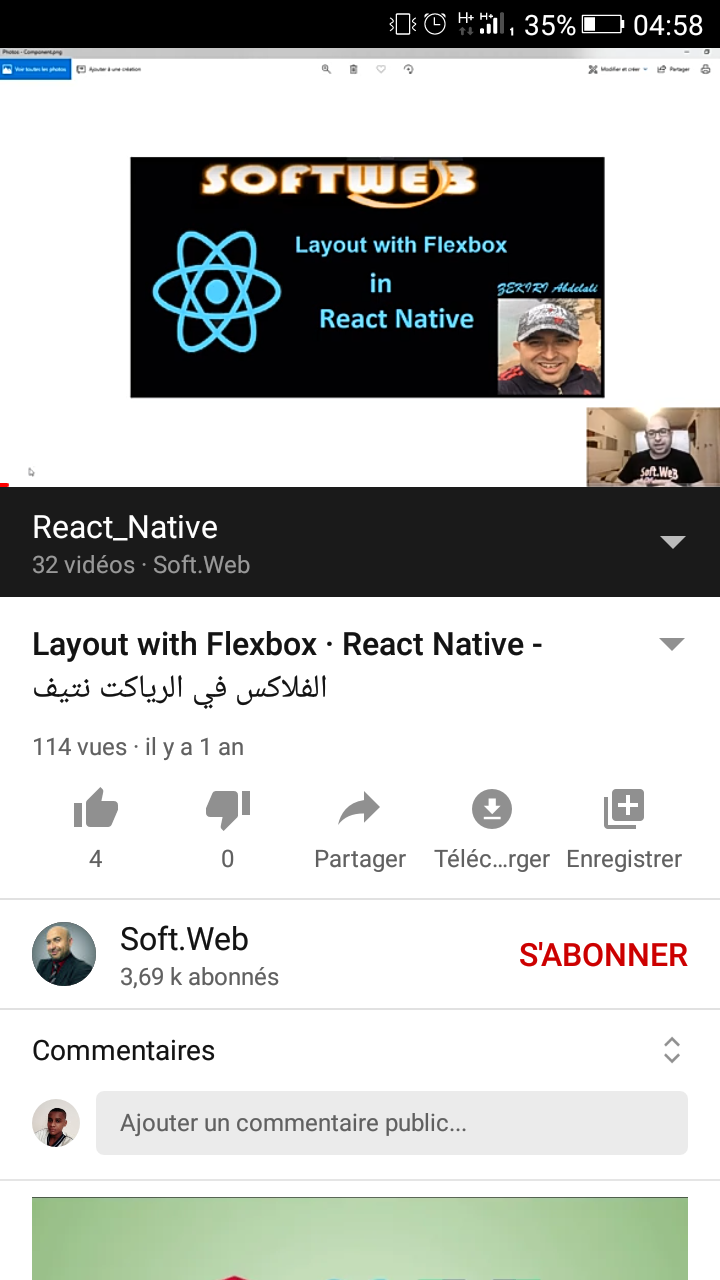 35% 04:58
Photos - Component.png
Voir toutes les photos
Ajouter à une création
Modifier et créer
Partager
SOFTWEB
Layout with Flexbox
in
React Native
ZEKIRI Abdelali
Soft.WeB
React_Native
32 vidéos · Soft.Web
Layout with Flexbox · React Native -
الفلاكس في الرياكت نتيف
114 vues · il y a 1 an
4
0
Partager
Téléc...rger
Enregistrer
Soft.Web
3,69 k abonnés
S'ABONNER
Commentaires
Ajouter un commentaire public...